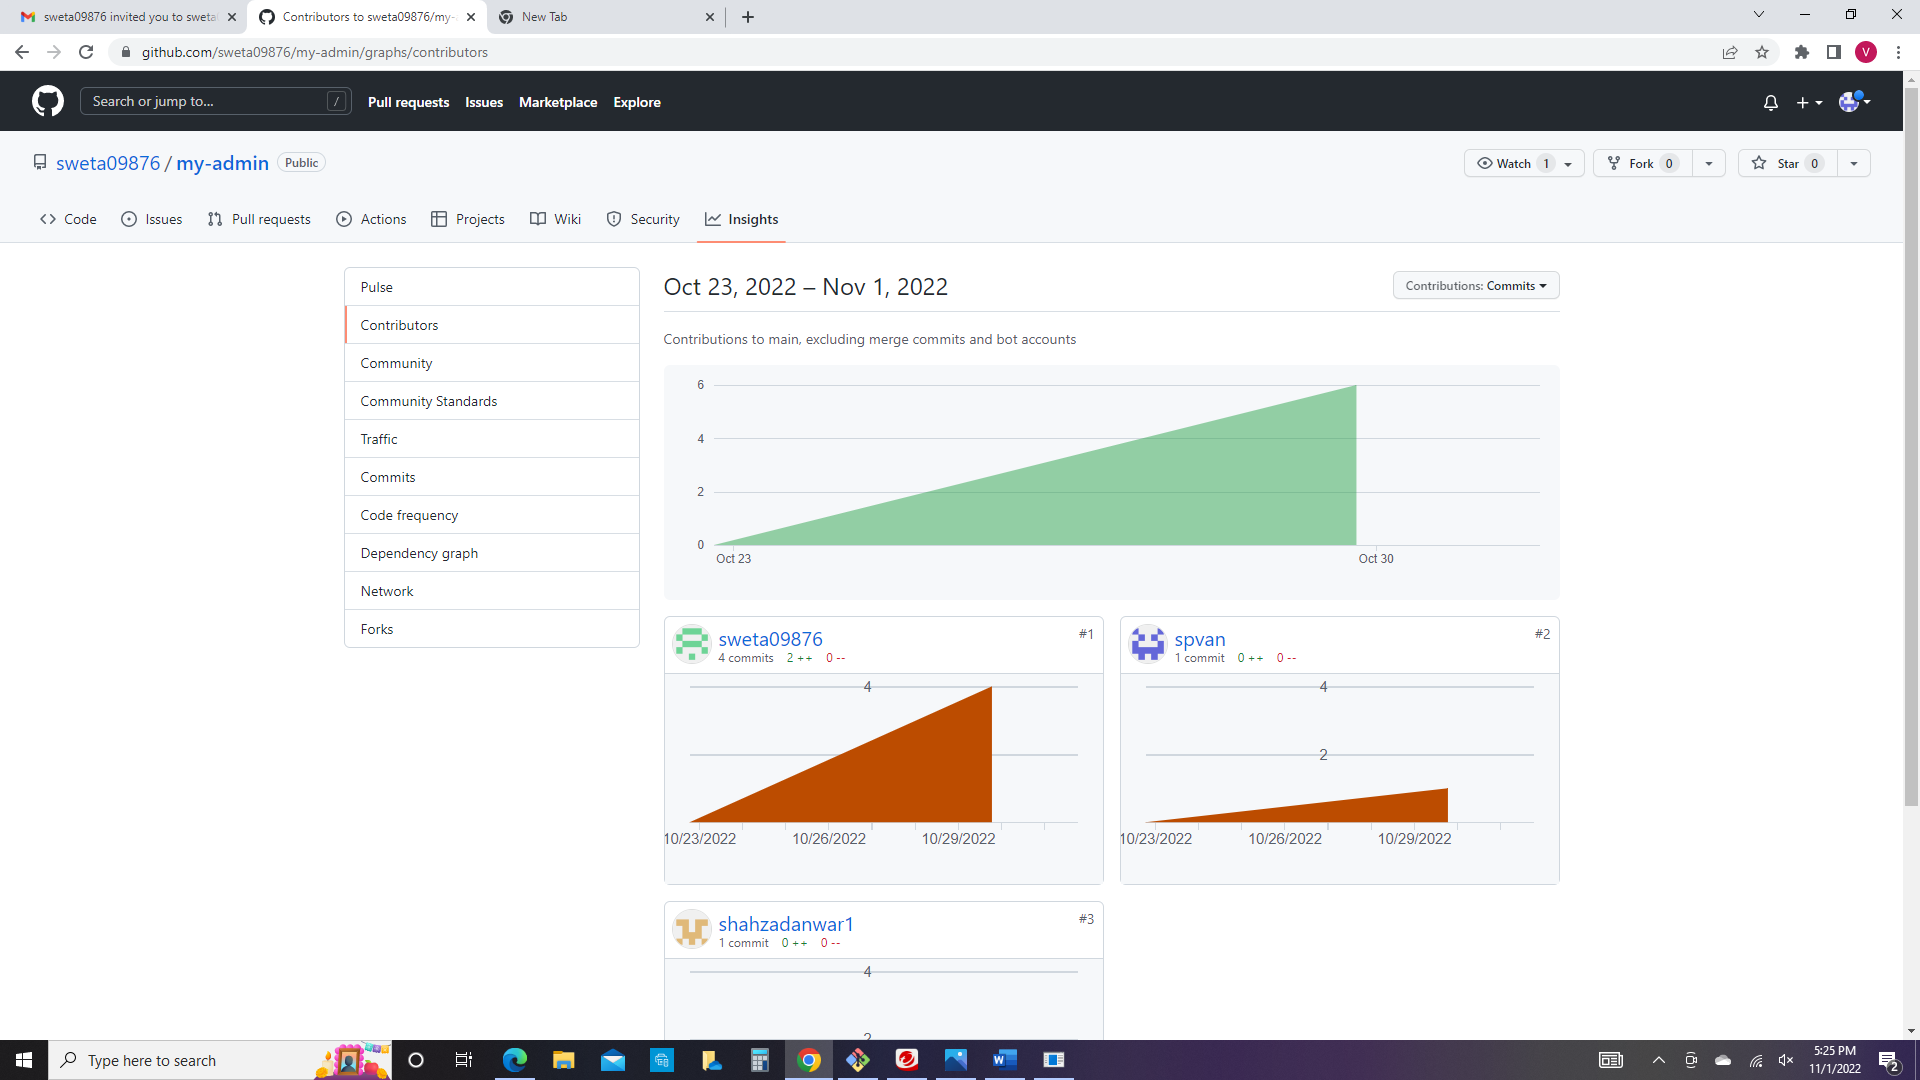 sweta09876 invited you to sweta
Contributors to sweta09876/my-
New Tab
github.com/sweta09876/my-admin/graphs/contributors
V
Search or jump to...
/
Pull requests
Issues
Marketplace
Explore
sweta09876 / my-admin
Public
Watch 1
Fork 0
Star 0
Code
Issues
Pull requests
Actions
Projects
Wiki
Security
Insights
Pulse
Contributors
Community
Community Standards
Traffic
Commits
Code frequency
Dependency graph
Network
Forks
Oct 23, 2022 – Nov 1, 2022
Contributions: Commits
Contributions to main, excluding merge commits and bot accounts
6
4
2
0
Oct 23
Oct 30
sweta09876
#1
4 commits 2 ++ 0 --
4
10/23/2022
10/26/2022
10/29/2022
spvan
#2
1 commit 0 ++ 0 --
4
2
10/23/2022
10/26/2022
10/29/2022
shahzadanwar1
#3
1 commit 0 ++ 0 --
4
2
Type here to search
5:25 PM
11/1/2022
2